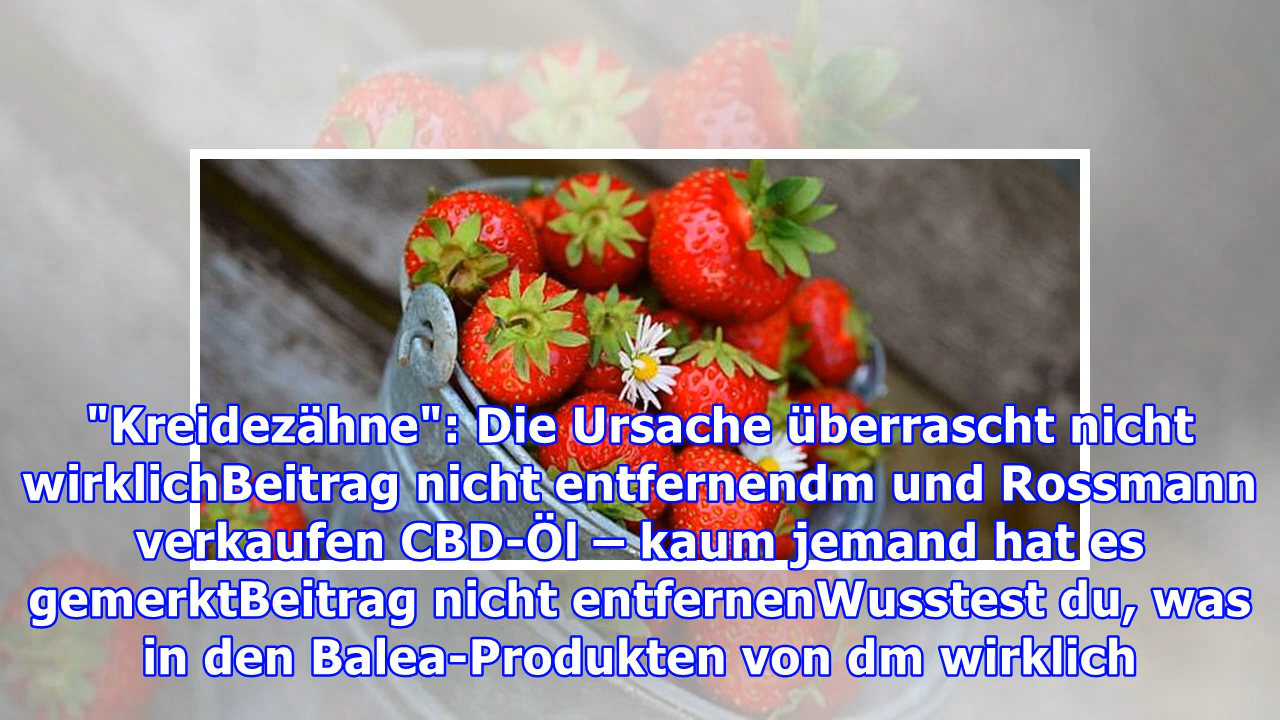 "Kreidezähne": Die Ursache überrascht nicht
wirklichBeitrag nicht entfernendm und Rossmann
verkaufen CBD-Öl – kaum jemand hat es
gemerktBeitrag nicht entfernenWusstest du, was
in den Balea-Produkten von dm wirklich